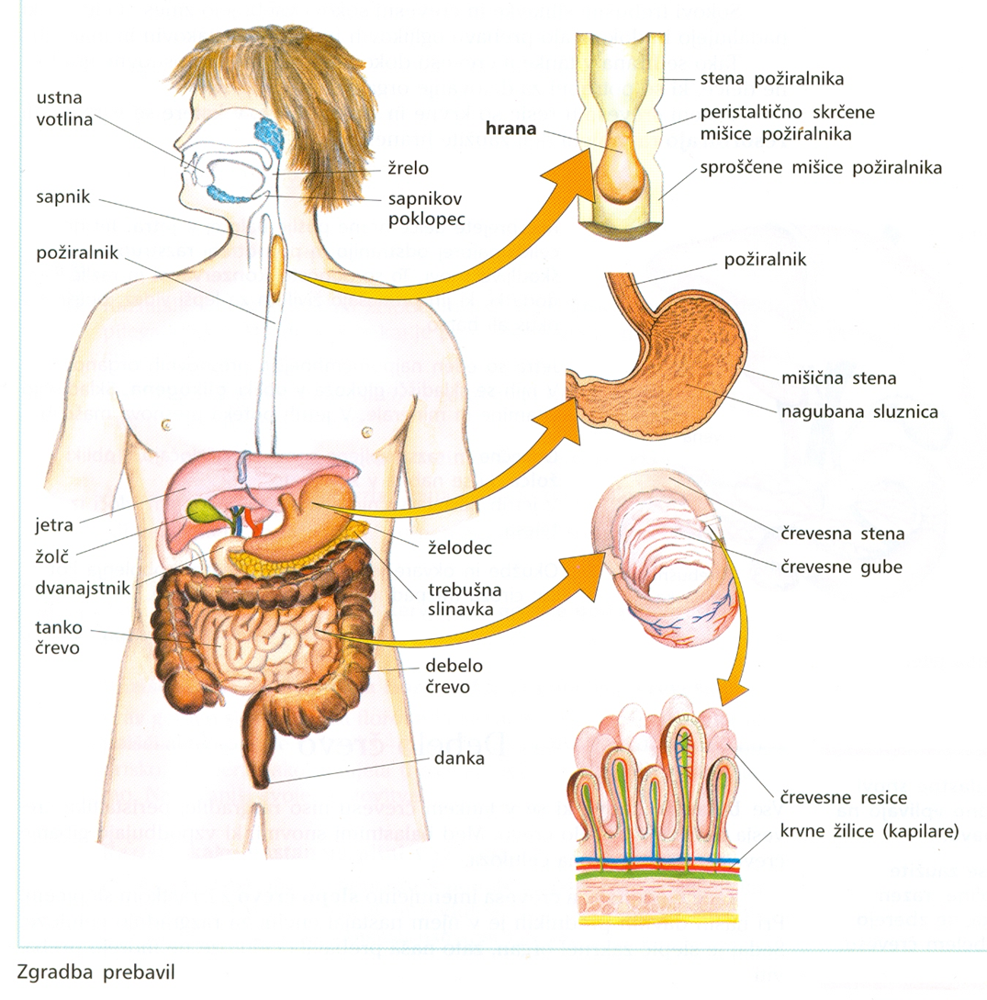 ustna
votlina
sapnik
požiralnik
žrelo
sapnikov
poklopec
hrana
stena požiralnika
peristaltično skrčene
mišice požiralnika
sproščene mišice požiralnika
požiralnik
mišična stena
nagubana sluznica
jetra
žolč
dvanajstnik
tanko
črevo
želodec
trebušna
slinavka
debelo
črevo
danka
črevesna stena
črevesne gube
črevesne resice
krvne žilice (kapilare)
Zgradba prebavil